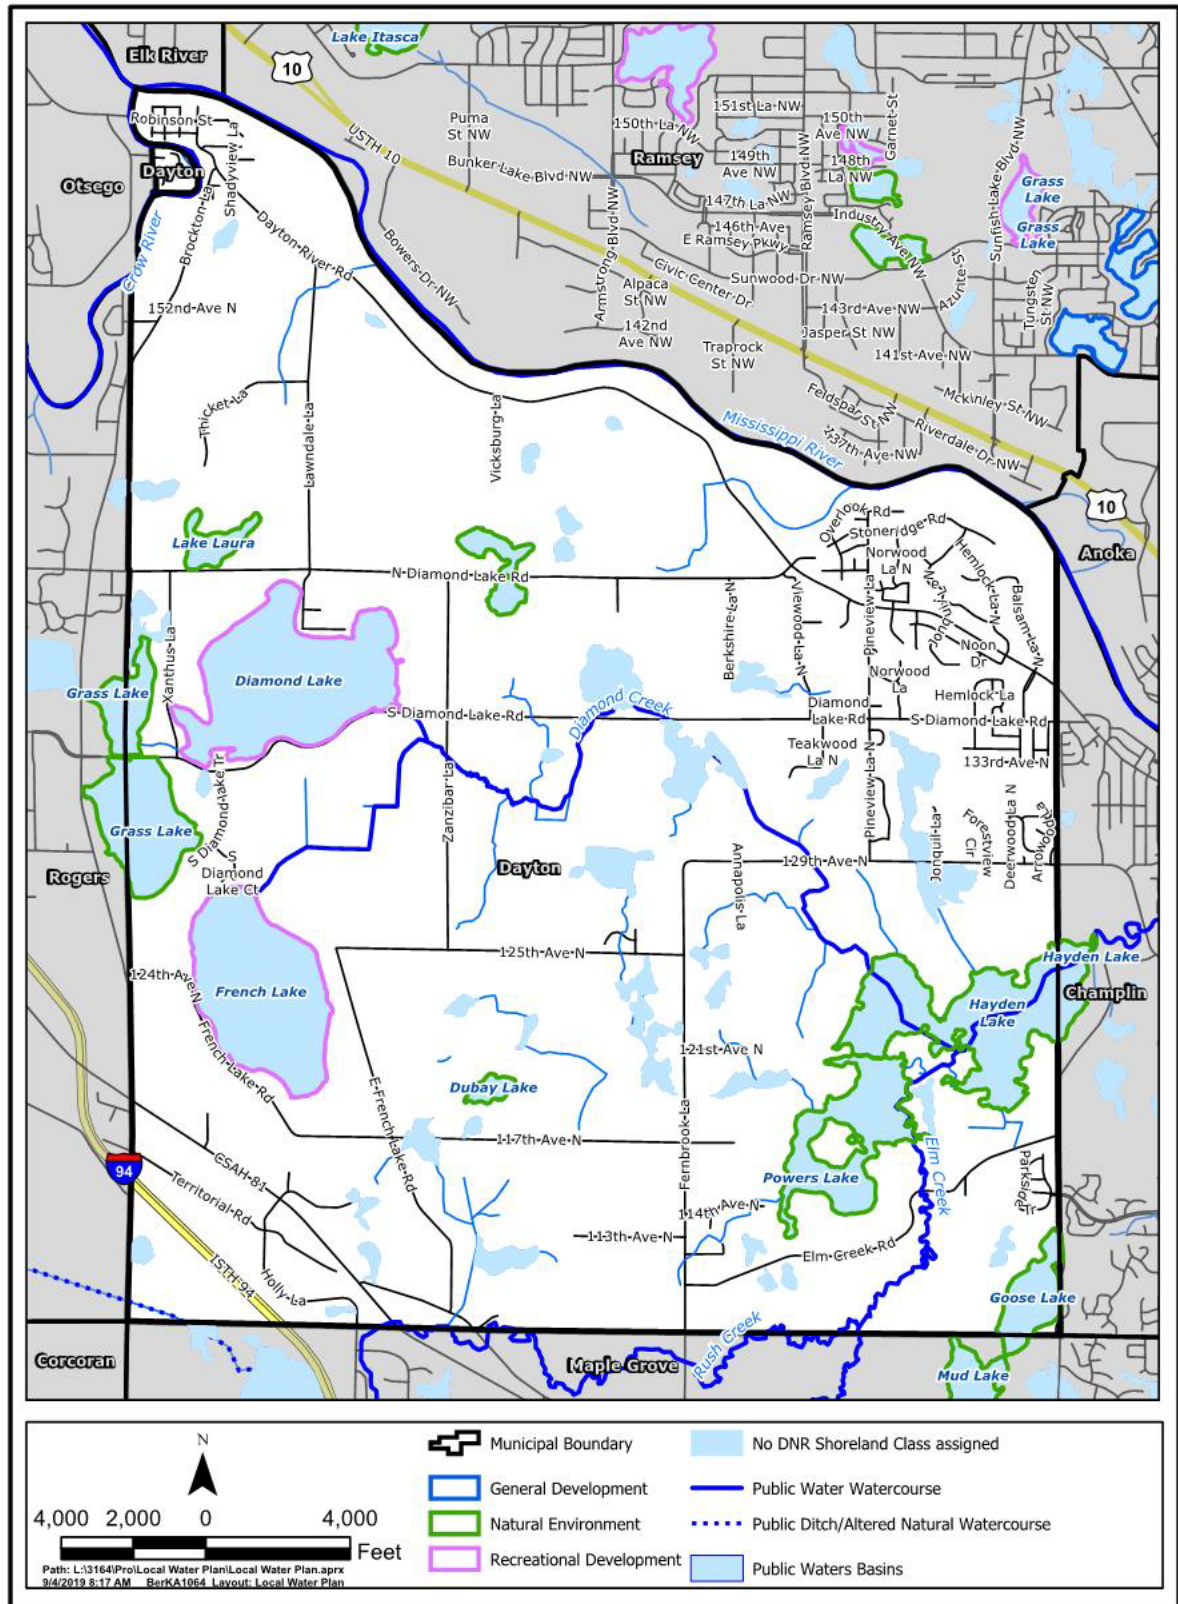 Lake Itasca
Elk River
10
151st La NW
Robinson St
Puma
St NW
150th La NW
150th
Ave NW
Garnet St
USTH 10
Shadyview La
Ramsey
149th
Ave NW
148th
La NW
Sunfish Lake Blvd NW
Bunker Lake Blvd NW
Dayton
Otsego
Grass
Lake
147th La NW
Ramsey Blvd NW
Armstrong Blvd NW
Brockton La
146th Ave
E Ramsey Pkwy
Industry Ave NW
Grass
Lake
Crow River
Dayton River Rd
Bowers Dr NW
Civic Center Dr
Sunwood Dr NW
Azurite St
Tungsten
St NW
Alpaca
St NW
152nd Ave N
143rd Ave NW
142nd
Ave NW
Jasper St NW
Traprock
St NW
141st Ave NW
Thicket La
Lawndale La
Vicksburg La
Feldspar St NW
Mckinley St NW
Mississippi River
137th Ave NW
Riverdale Dr NW
10
Overlook Rd
Stoneridge Rd
Lake Laura
Norwood
La N
Hemlock La N
Anoka
N Diamond Lake Rd
Berkshire La N
Viewood La N
Pineview La N
Balsam La N
Noon
Dr
Xanthus La
Grass Lake
Diamond Lake
Norwood
La
Hemlock La
Diamond Creek
Diamond
Lake Rd
S Diamond Lake Rd
S Diamond Lake Rd
Teakwood
La N
133rd Ave N
Zanzibar La
Pineview La N
S Diamond lake Tr
Grass Lake
Jonquil La
Forestview
Cir
Deerwood La N
Arrowood La
S
Diamond
Lake Ct
Dayton
Annapolis La
129th Ave N
Rogers
125th Ave N
Hayden Lake
124th Ave N
French Lake
Hayden
Lake
Champlin
French Lake Rd
121st Ave N
E French Lake Rd
Dubay Lake
Fernbrook La
117th Ave N
Elm Creek
94
CSAH 81
Territorial Rd
Powers Lake
Parkside Tr
114th Ave N
113th Ave N
Elm Creek Rd
ISTH 94
Holly La
Goose Lake
Rush Creek
Corcoran
Maple Grove
Mud Lake
N
4,000 2,000 0 4,000
Feet
Path: L:\3164\Pro\Local Water Plan\Local Water Plan.aprx
9/4/2019 8:17 AM BerKA1064 Layout: Local Water Plan
Municipal Boundary
General Development
Natural Environment
Recreational Development
No DNR Shoreland Class assigned
Public Water Watercourse
Public Ditch/Altered Natural Watercourse
Public Waters Basins